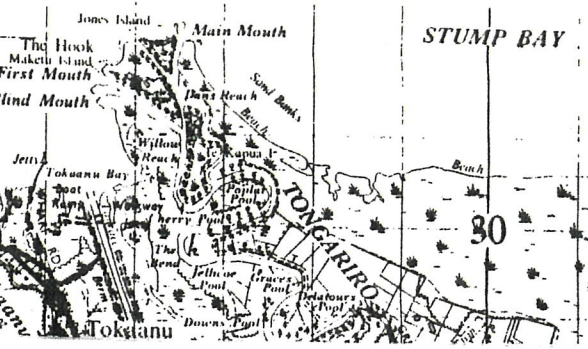 Jones Island
Main Mouth
STUMP BAY
The Hook
Maketu Island
First Mouth
Blind Mouth
Dans Reach
Sand Banks
Beach
Willow
Reach
Te Kapua
Beach
Jetty
Tokaanu Bay
Boat
Ramp
Poplar
Pool
TONGARIRO
Cherry Pool
30
The
Bend
Jethro
Pool
Graces
Pool
Delatours
Pool
Downs Pool
Tokaanu